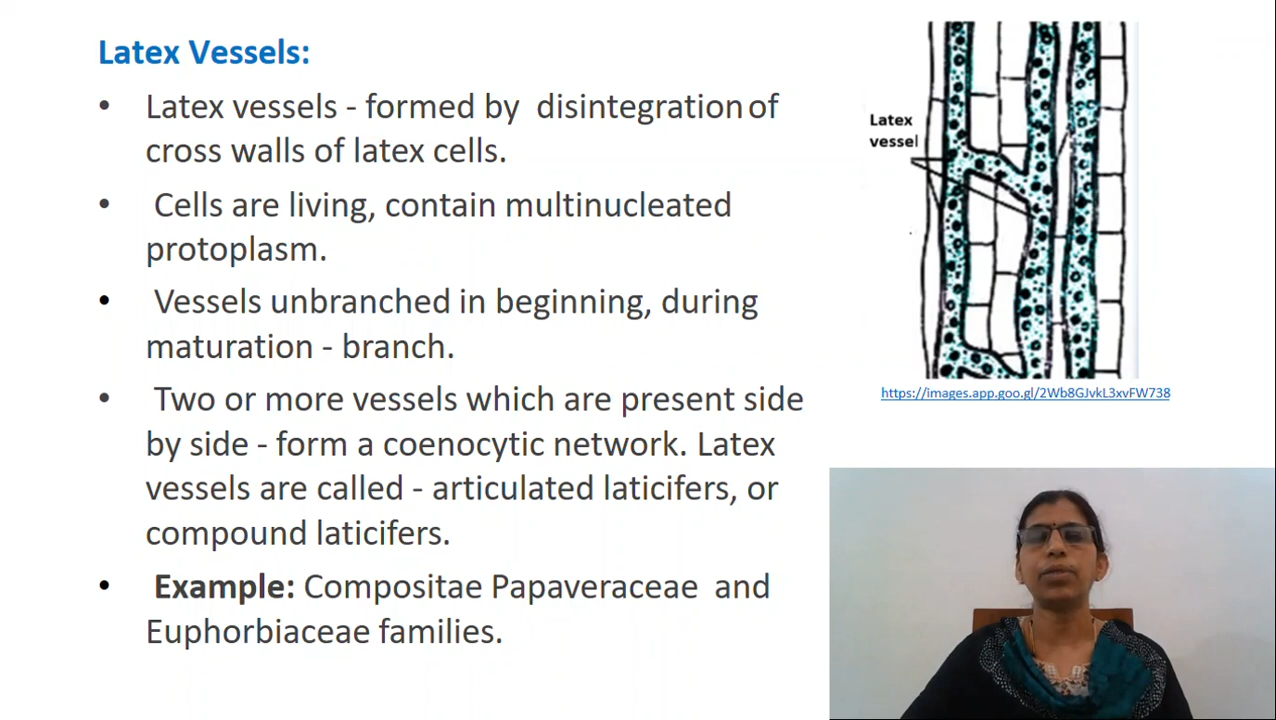 Latex Vessels:
• Latex vessels - formed by disintegration of
cross walls of latex cells.
• Cells are living, contain multinucleated
protoplasm.
• Vessels unbranched in beginning, during
maturation - branch.
• Two or more vessels which are present side
by side - form a coenocytic network. Latex
vessels are called - articulated laticifers, or
compound laticifers.
• Example: Compositae Papaveraceae and
Euphorbiaceae families.
Latex
vessel
https://images.app.goo.gl/2Wb8GJvkL3xvFW738